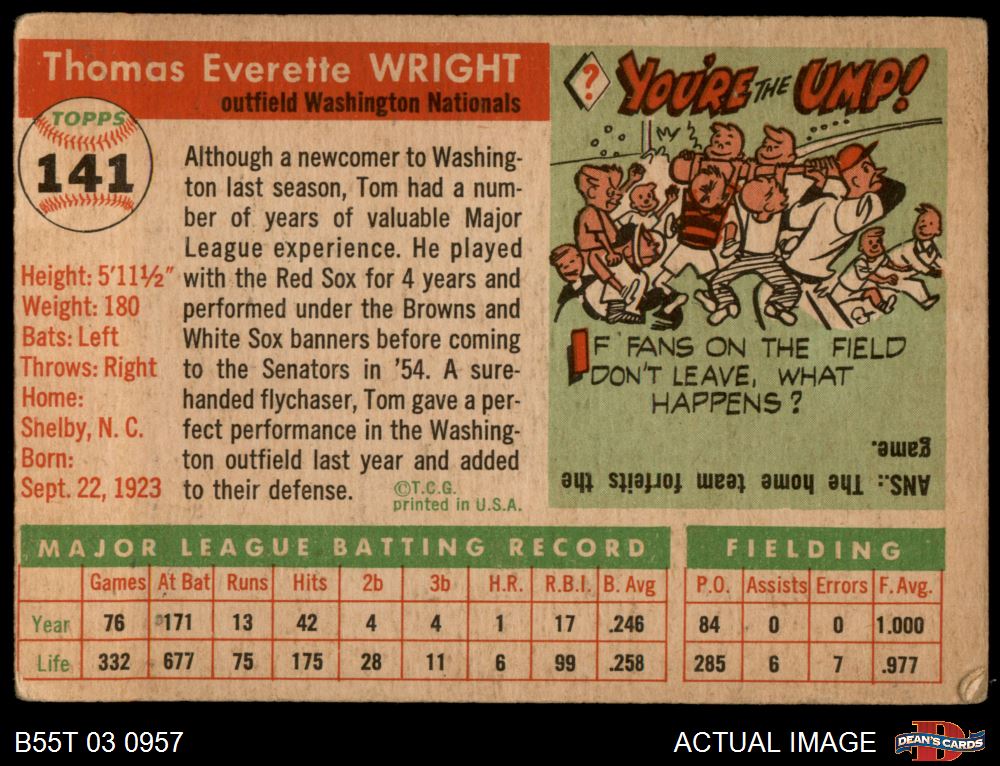 Thomas Everette WRIGHT
outfield Washington Nationals
TOPPS
141
Height: 5'11½"
Weight: 180
Bats: Left
Throws: Right
Home:
Shelby, N. C.
Born:
Sept. 22, 1923
Although a newcomer to Washing-
ton last season, Tom had a num-
ber of years of valuable Major
League experience. He played
with the Red Sox for 4 years and
performed under the Browns and
White Sox banners before coming
to the Senators in '54. A sure-
handed flychaser, Tom gave a per-
fect performance in the Washing-
ton outfield last year and added
to their defense.
©T.C.G.
printed in U.S.A.
?
YOU'RE THE UMP!
IF FANS ON THE FIELD
DON'T LEAVE, WHAT
HAPPENS?
ANS.: The home team forfeits the
game.
MAJOR LEAGUE BATTING RECORD
Games At Bat Runs Hits 2b 3b H.R. R.B.I. B. Avg
Year 76 171 13 42 4 4 1 17 .246
Life 332 677 75 175 28 11 6 99 .258
FIELDING
P.O. Assists Errors F. Avg.
84 0 0 1.000
285 6 7 .977
B55T 03 0957
ACTUAL IMAGE
DEAN'S CARDS